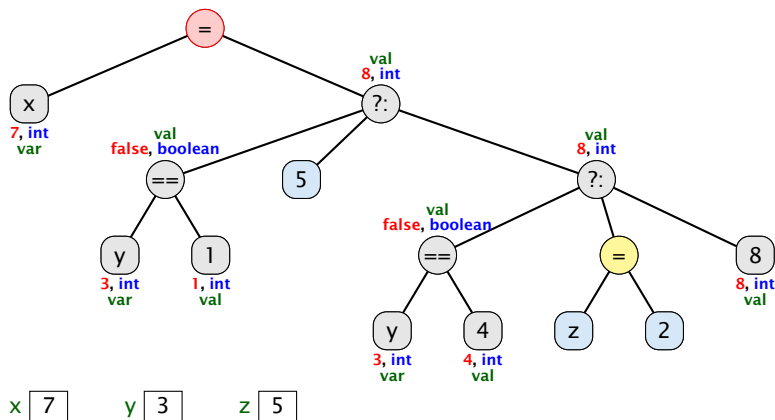 =
val
8, int
x
?:
7, int
var
val
false, boolean
val
8, int
==
5
?:
val
false, boolean
y
1
==
=
8
3, int
var
1, int
val
8, int
val
y
4
z
2
3, int
var
4, int
val
x 7 y 3 z 5